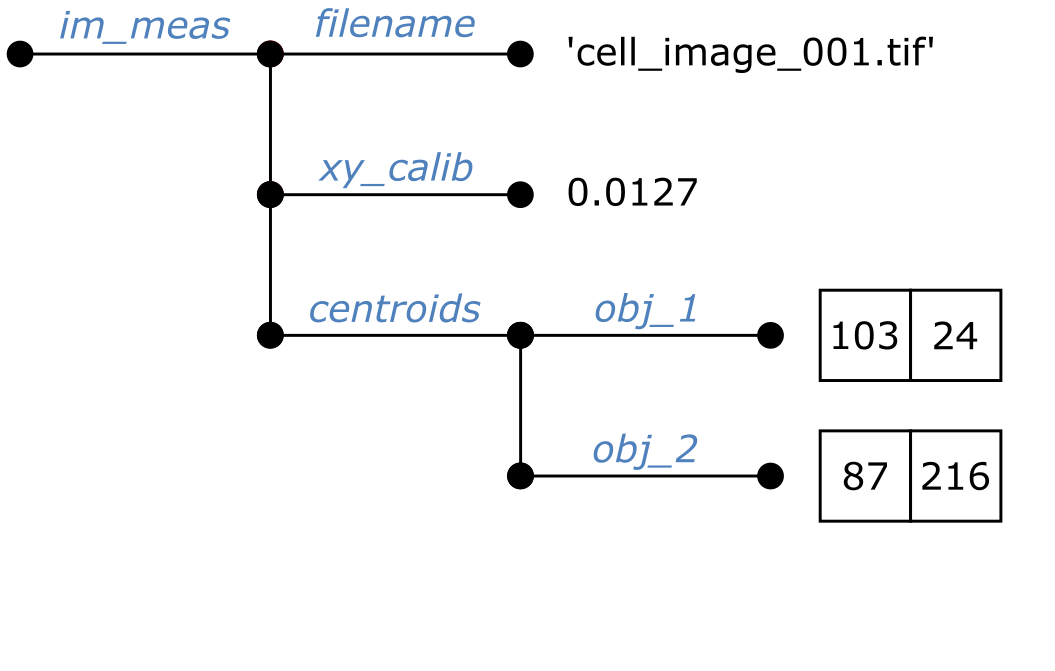 im_meas filename 'cell_image_001.tif'
xy_calib 0.0127
centroids obj_1 103 24
obj_2 87 216